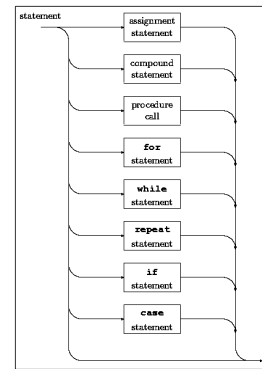 statement
assignment
statement
compound
statement
procedure
call
for
statement
while
statement
repeat
statement
if
statement
case
statement